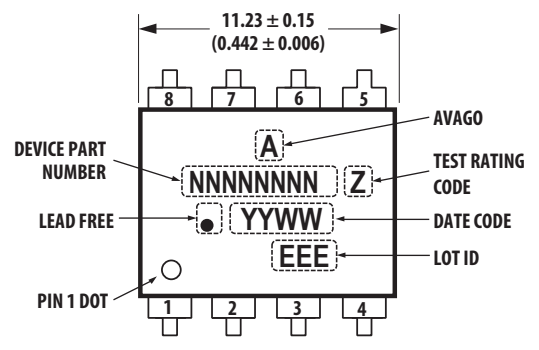 11.23 ± 0.15
(0.442 ± 0.006)
8 7 6 5
AVAGO
A
DEVICE PART
NUMBER
NNNNNNNN Z
TEST RATING
CODE
LEAD FREE
YYWW
DATE CODE
EEE
LOT ID
PIN 1 DOT
1 2 3 4